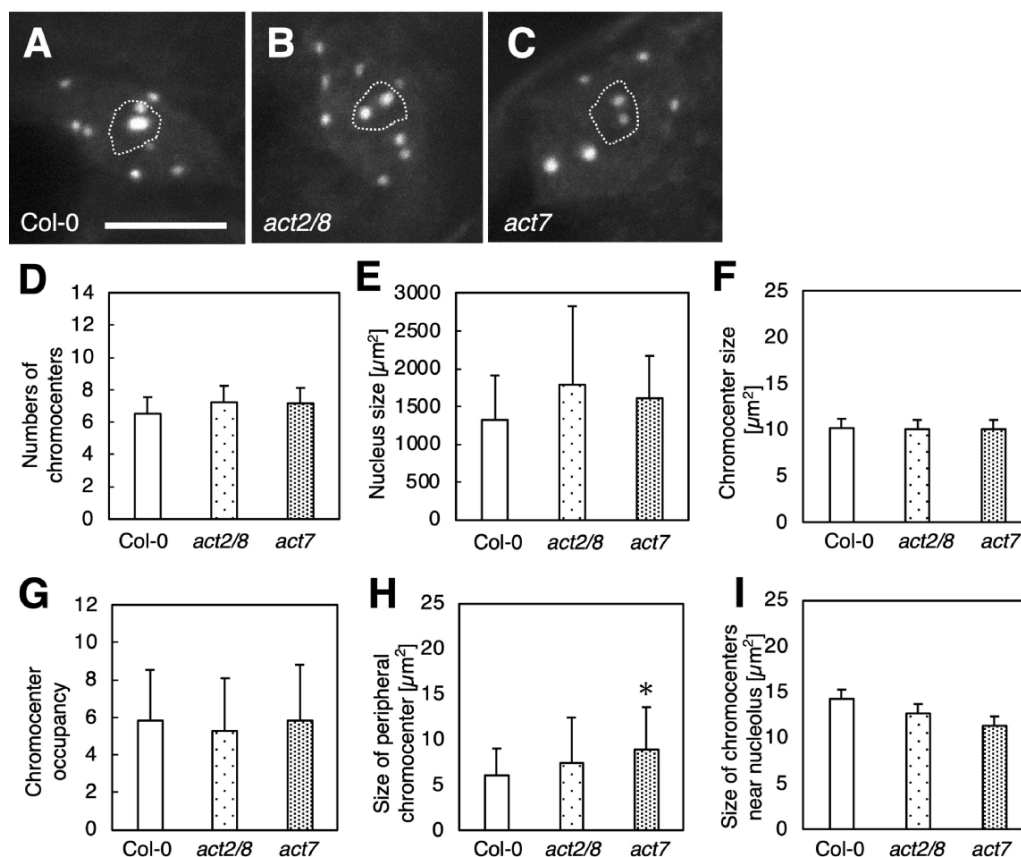 A
B
C
Col-0
act2/8
act7
D
Numbers of
chromocenters
14
12
10
8
6
4
2
0
Col-0 act2/8 act7
E
Nucleus size [µm²]
3000
2500
2000
1500
1000
500
0
Col-0 act2/8 act7
F
Chromocenter size
[µm²]
25
20
15
10
5
0
Col-0 act2/8 act7
G
Chromocenter
occupancy
12
10
8
6
4
2
0
Col-0 act2/8 act7
H
Size of peripheral
chromocenter [µm²]
25
20
15
10
5
0
*
Col-0 act2/8 act7
I
Size of chromocenters
near nucleolus [µm²]
25
20
15
10
5
0
Col-0 act2/8 act7